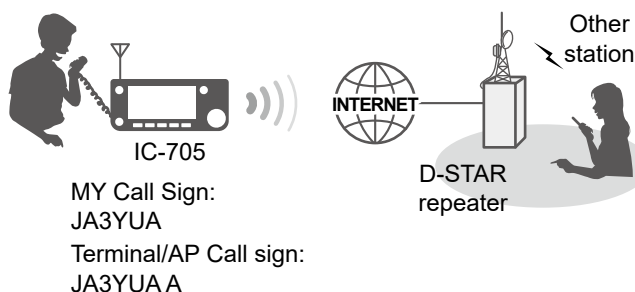 Other
station
INTERNET
IC-705
D-STAR
repeater
MY Call Sign:
JA3YUA
Terminal/AP Call sign:
JA3YUA A